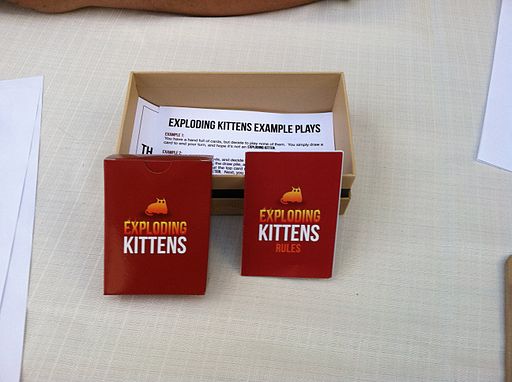 EXPLODING KITTENS EXAMPLE PLAYS
EXAMPLE 1:
You have a hand full of cards, but decide to play none of them. You simply draw a
card to end your turn, and hope it's not an EXPLODING KITTEN.
EXAMPLE 2:
TH
EXPLODING
KITTENS
EXPLODING
KITTENS
RULES